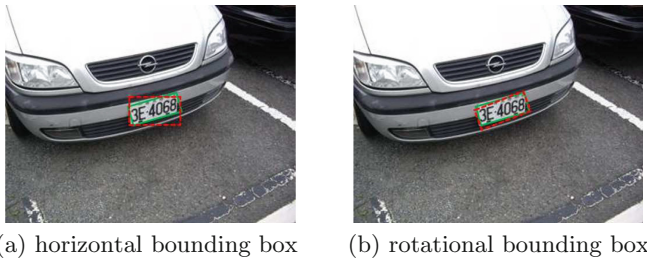 3E·4068
3E·4068
(a) horizontal bounding box
(b) rotational bounding box